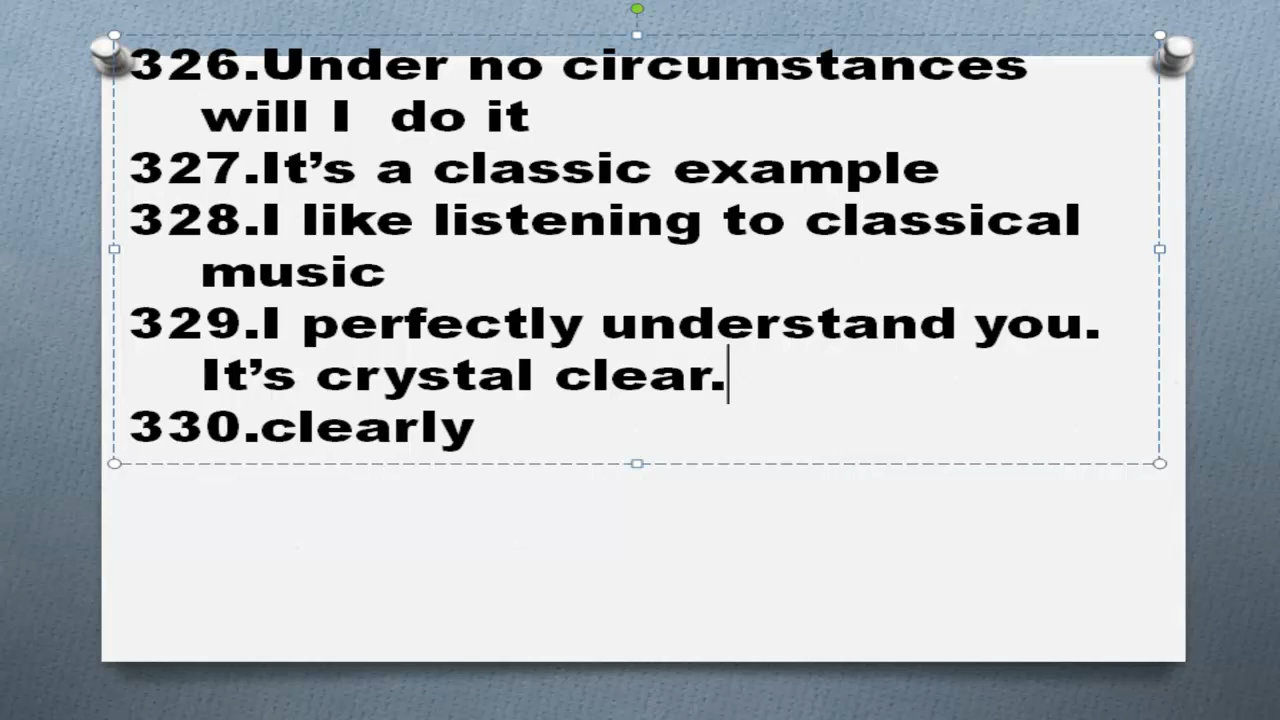 326.Under no circumstances
will I do it
327.It’s a classic example
328.I like listening to classical
music
329.I perfectly understand you.
It’s crystal clear.
330.clearly